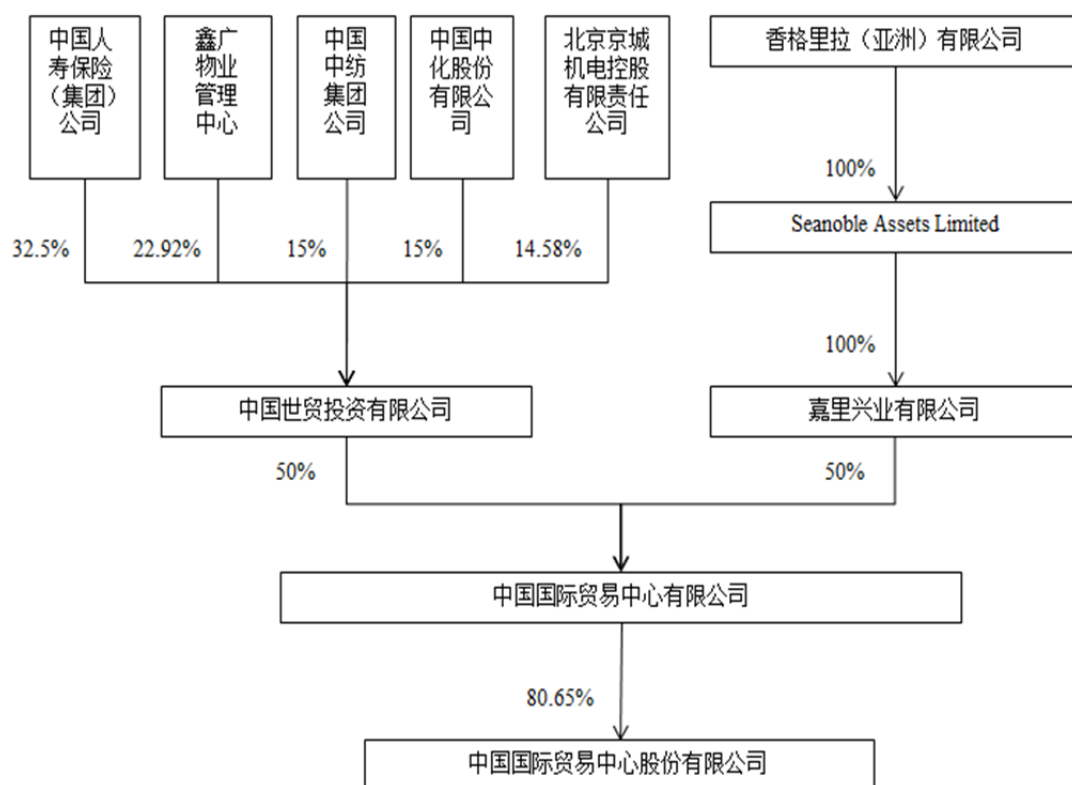 中国人
寿保险
（集团）
公司
鑫广
物业
管理
中心
中国
中纺
集团
公司
中国中
化股份
有限公
司
北京京城
机电控股
有限责任
公司
香格里拉（亚洲）有限公司
100%
Seanoble Assets Limited
32.5%
22.92%
15%
15%
14.58%
100%
中国世贸投资有限公司
嘉里兴业有限公司
50%
50%
中国国际贸易中心有限公司
80.65%
中国国际贸易中心股份有限公司